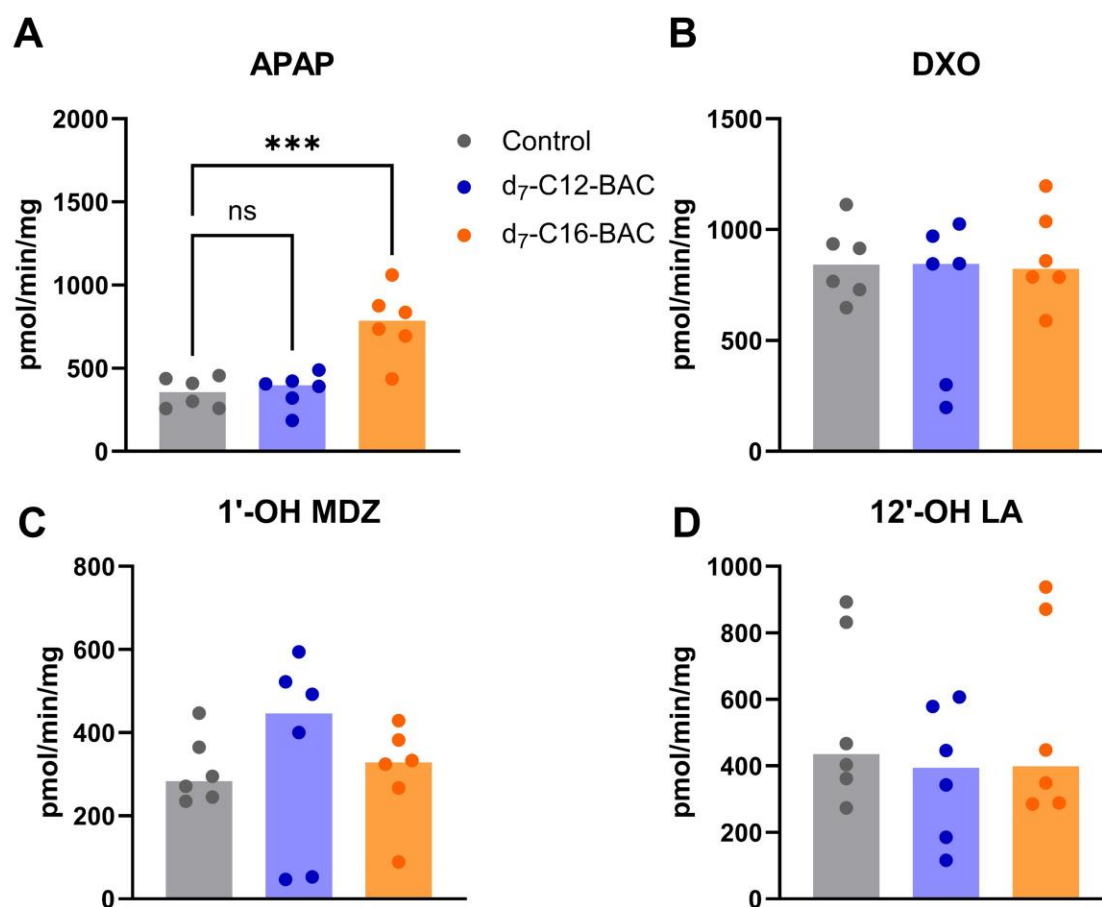 A
APAP
pmol/min/mg
2000
1500
1000
500
0
***
ns
Control
d₇-C12-BAC
d₇-C16-BAC
B
DXO
pmol/min/mg
1500
1000
500
0
C
1'-OH MDZ
pmol/min/mg
800
600
400
200
0
D
12'-OH LA
pmol/min/mg
1000
800
600
400
200
0